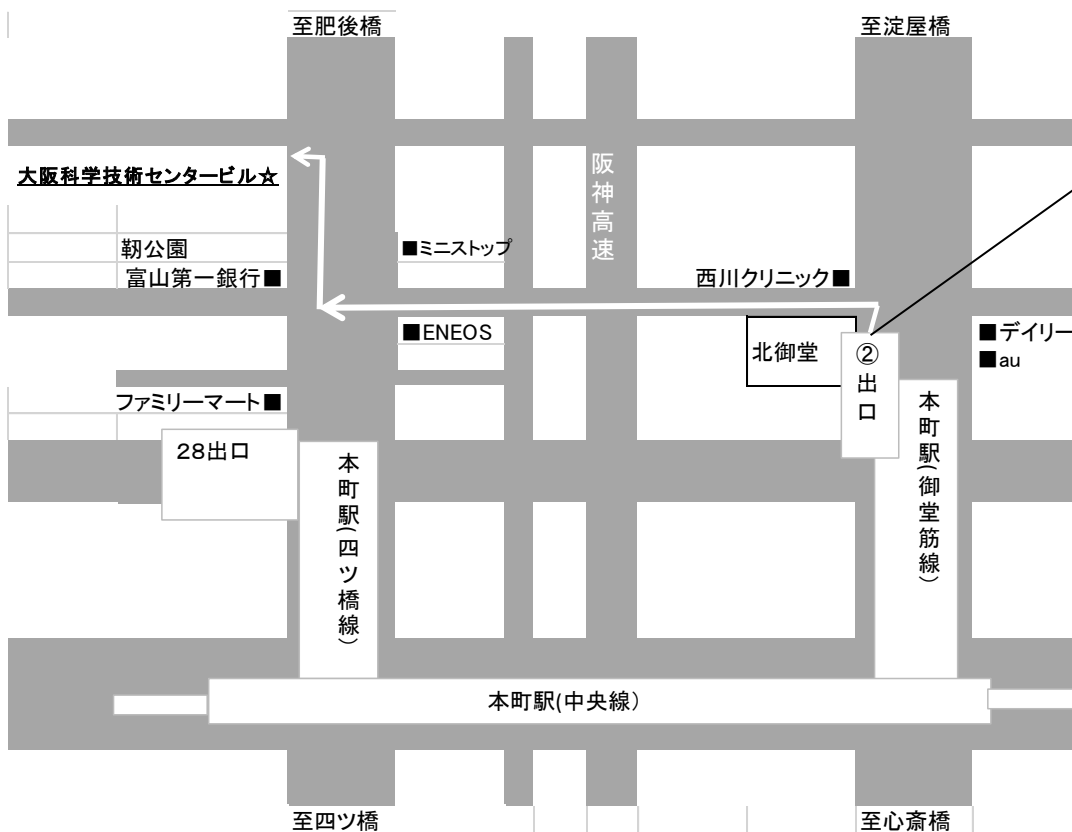 至肥後橋
至淀屋橋
大阪科学技術センタービル☆
阪神高速
靭公園
■ミニストップ
富山第一銀行■
西川クリニック■
■ENEOS
北御堂
②出口
■デイリー
■au
ファミリーマート■
28出口
本町駅(四ツ橋線)
本町駅(御堂筋線)
本町駅(中央線)
至四ツ橋
至心斎橋